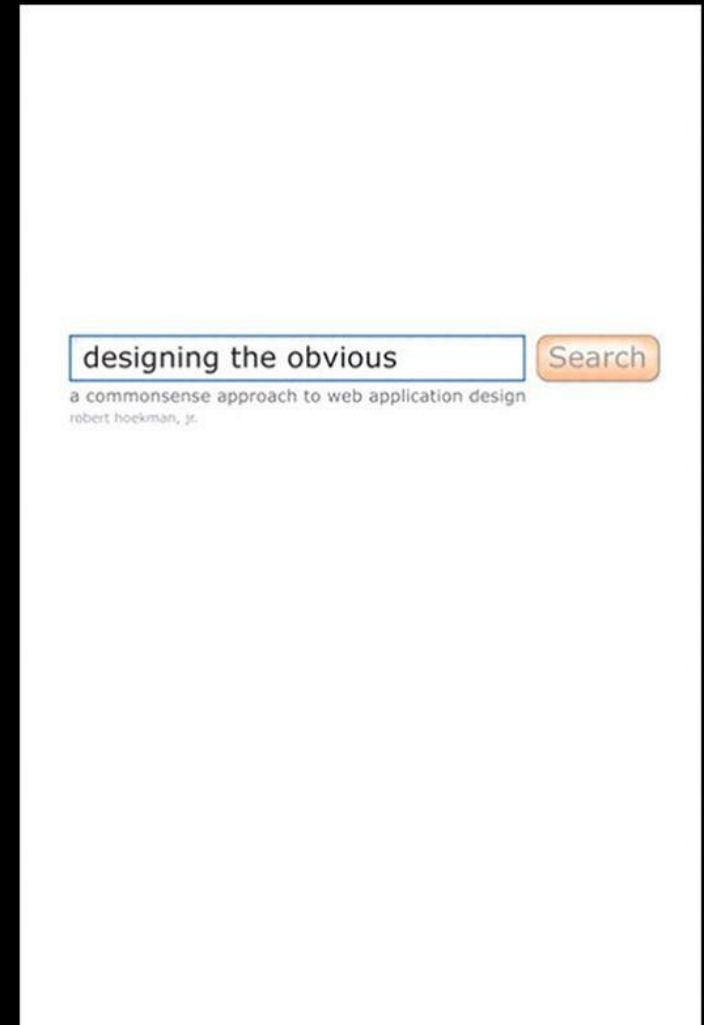 designing the obvious
Search
a commonsense approach to web application design
robert hoekman, jr.